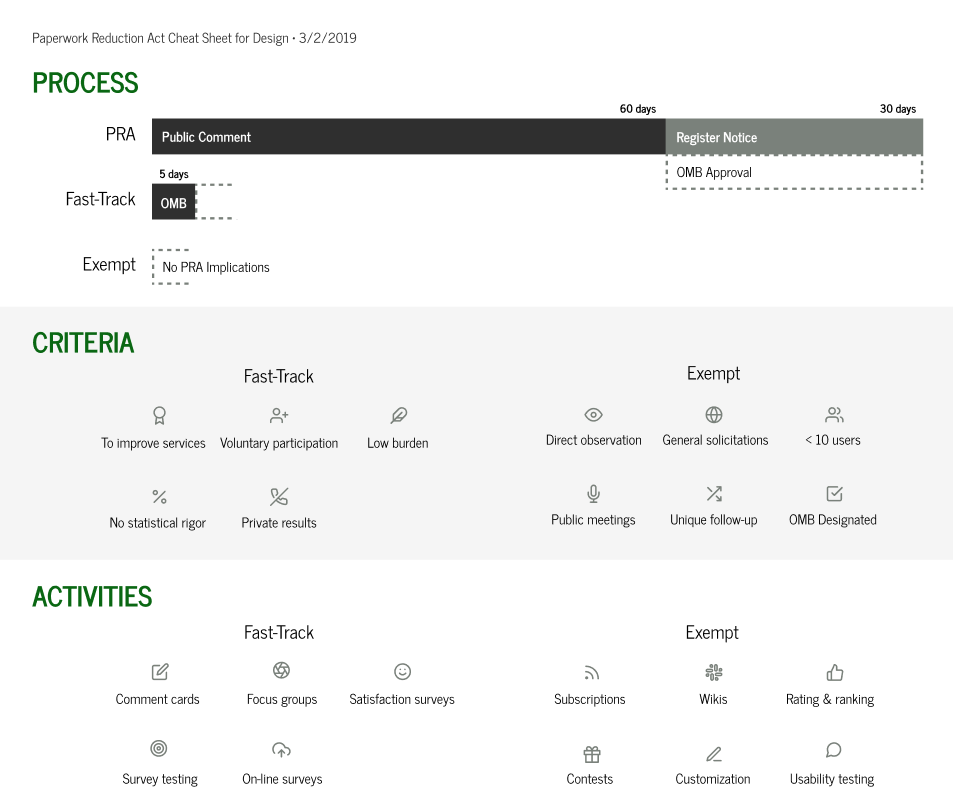 Paperwork Reduction Act Cheat Sheet for Design • 3/2/2019
PROCESS
60 days
30 days
PRA
Public Comment
Register Notice
OMB Approval
5 days
Fast-Track
OMB
Exempt
No PRA Implications
CRITERIA
Fast-Track
To improve services
Voluntary participation
Low burden
No statistical rigor
Private results
Exempt
Direct observation
General solicitations
< 10 users
Public meetings
Unique follow-up
OMB Designated
ACTIVITIES
Fast-Track
Comment cards
Focus groups
Satisfaction surveys
Survey testing
On-line surveys
Exempt
Subscriptions
Wikis
Rating & ranking
Contests
Customization
Usability testing